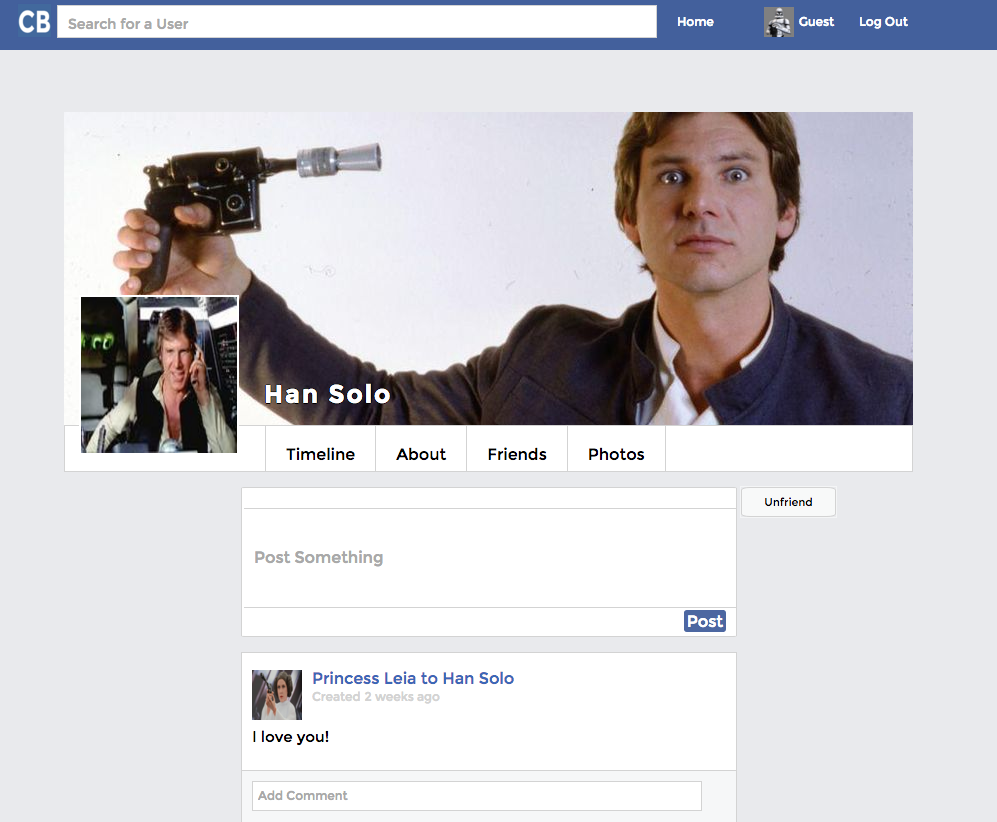 CB
Search for a User
Home
Guest
Log Out
Han Solo
Timeline
About
Friends
Photos
Unfriend
Post Something
Post
Princess Leia to Han Solo
Created 2 weeks ago
I love you!
Add Comment